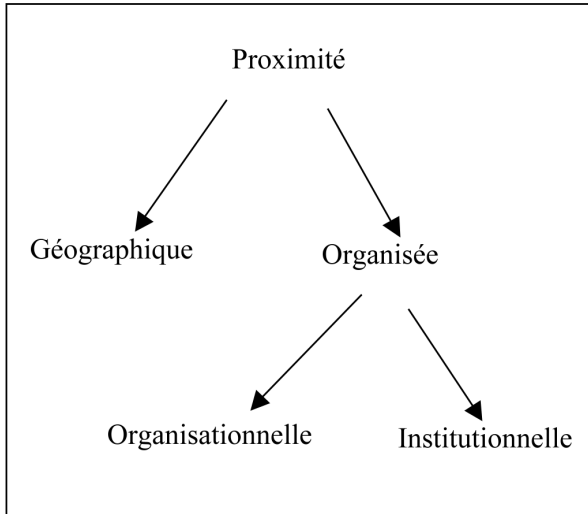 Proximité
Géographique
Organisée
Organisationnelle
Institutionnelle